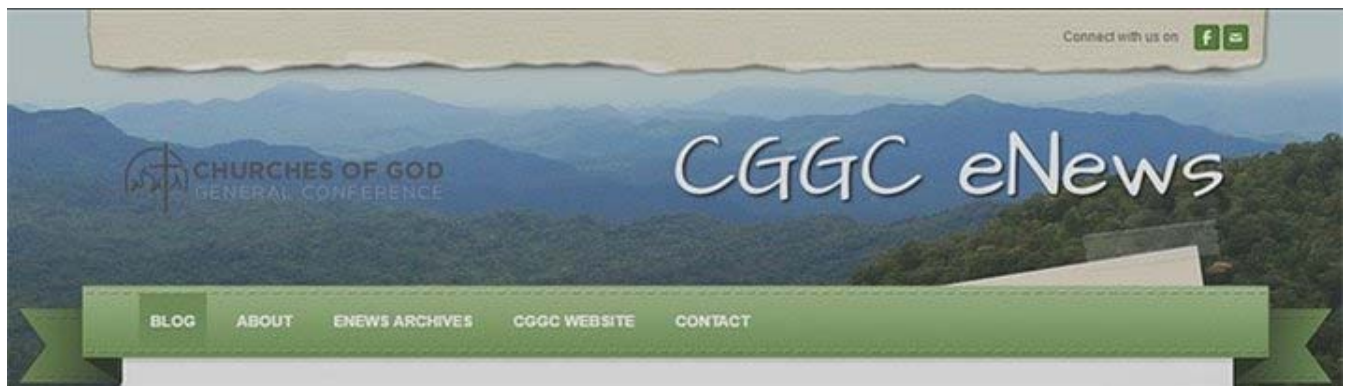 Connect with us on
CHURCHES OF GOD
GENERAL CONFERENCE
CGGC eNews
BLOG ABOUT ENEWS ARCHIVES CGGC WEBSITE CONTACT